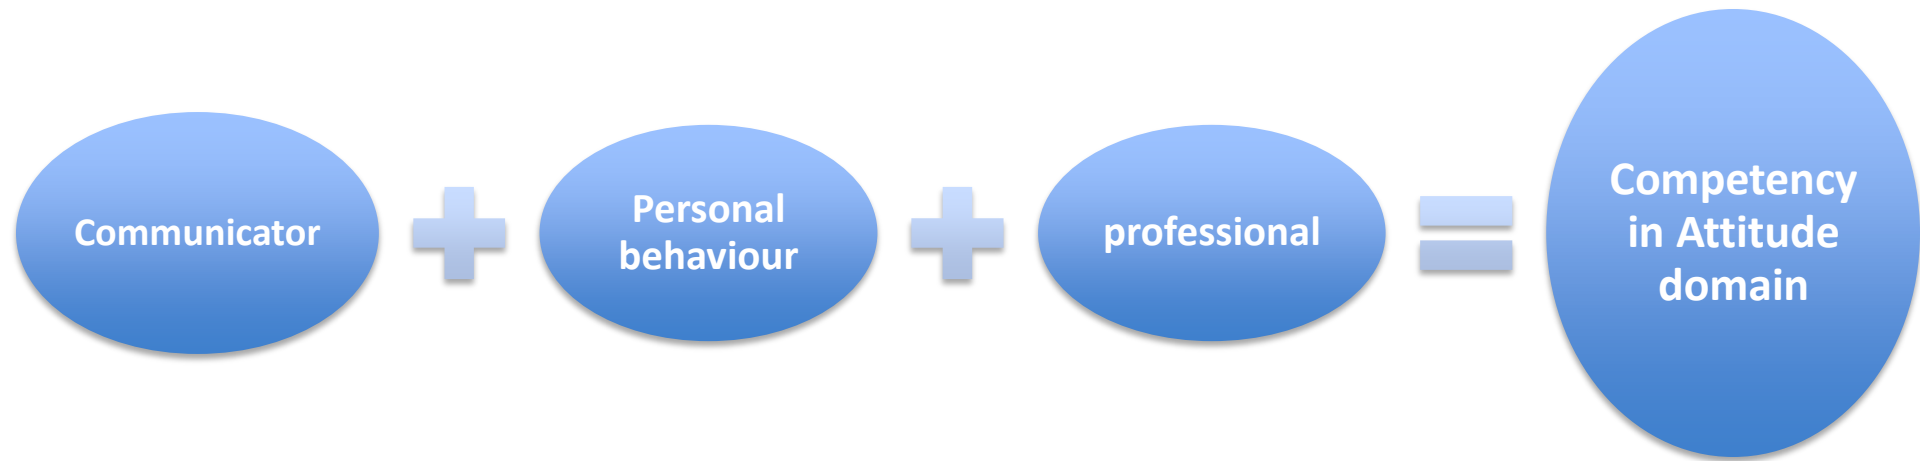 Communicator
Personal
behaviour
professional
Competency
in Attitude
domain